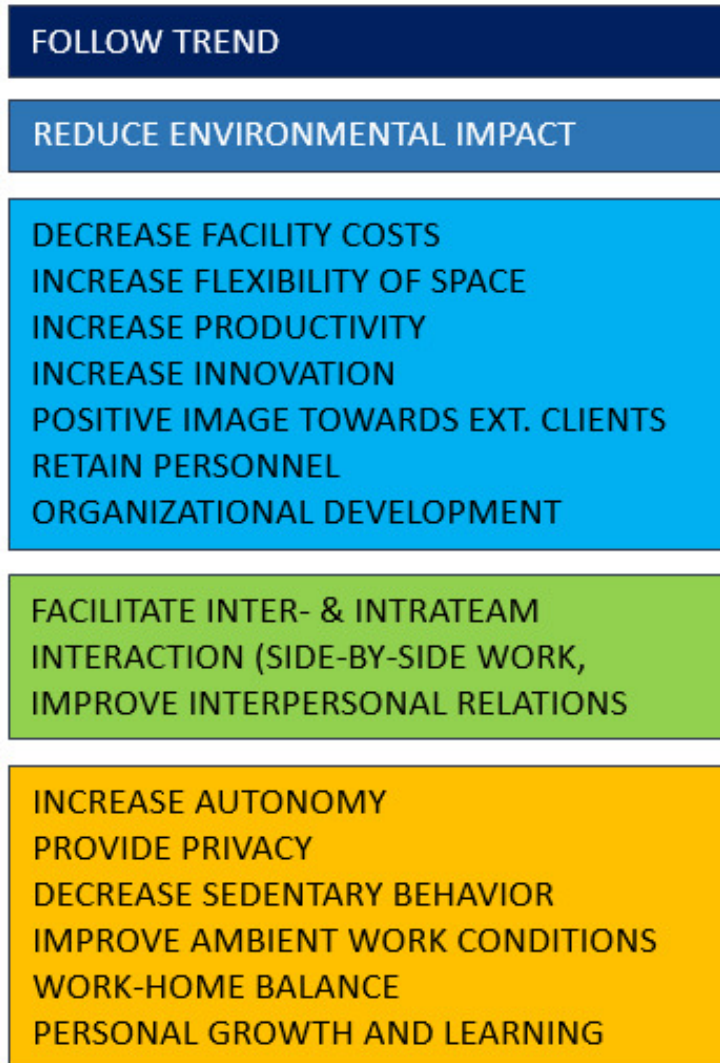 FOLLOW TREND
REDUCE ENVIRONMENTAL IMPACT
DECREASE FACILITY COSTS
INCREASE FLEXIBILITY OF SPACE
INCREASE PRODUCTIVITY
INCREASE INNOVATION
POSITIVE IMAGE TOWARDS EXT. CLIENTS
RETAIN PERSONNEL
ORGANIZATIONAL DEVELOPMENT
FACILITATE INTER- & INTRATEAM
INTERACTION (SIDE-BY-SIDE WORK,
IMPROVE INTERPERSONAL RELATIONS
INCREASE AUTONOMY
PROVIDE PRIVACY
DECREASE SEDENTARY BEHAVIOR
IMPROVE AMBIENT WORK CONDITIONS
WORK-HOME BALANCE
PERSONAL GROWTH AND LEARNING